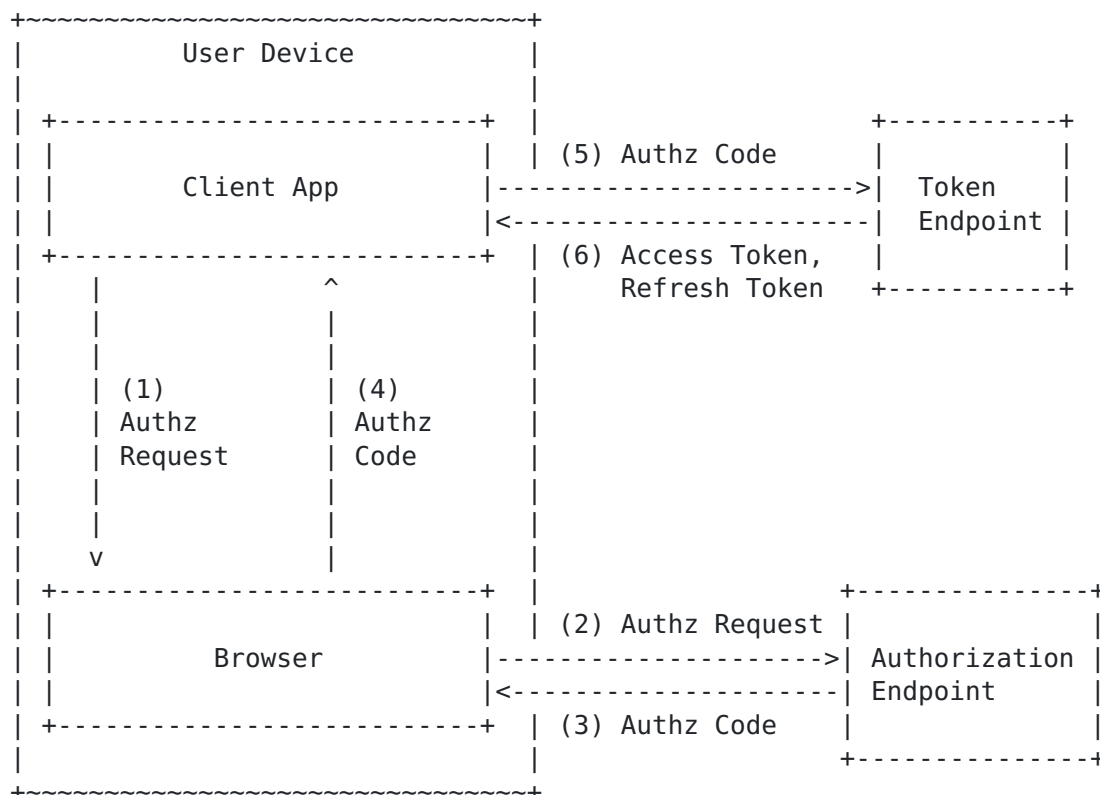 User Device
(5) Authz Code
Client App
Token
Endpoint
(6) Access Token,
Refresh Token
(1)
Authz
Request
(4)
Authz
Code
(2) Authz Request
Browser
Authorization
Endpoint
(3) Authz Code